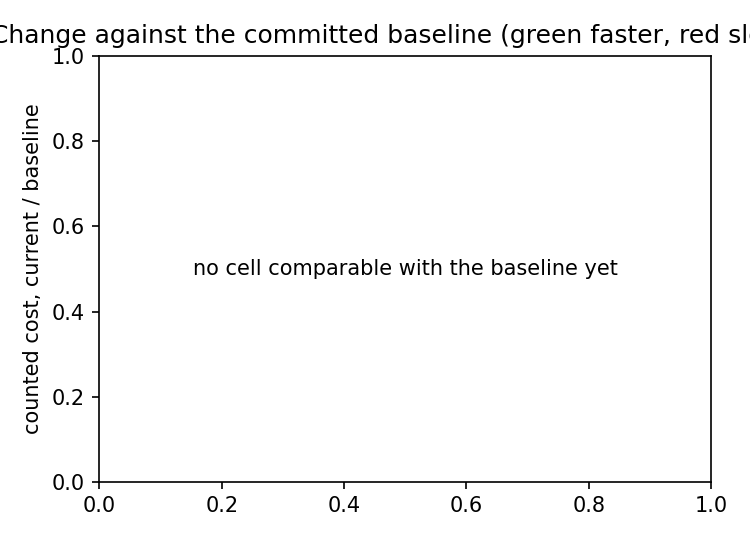 Change against the committed baseline (green faster, red sl
counted cost, current / baseline
1.0
0.8
0.6
0.4
0.2
0.0
no cell comparable with the baseline yet
0.0 0.2 0.4 0.6 0.8 1.0